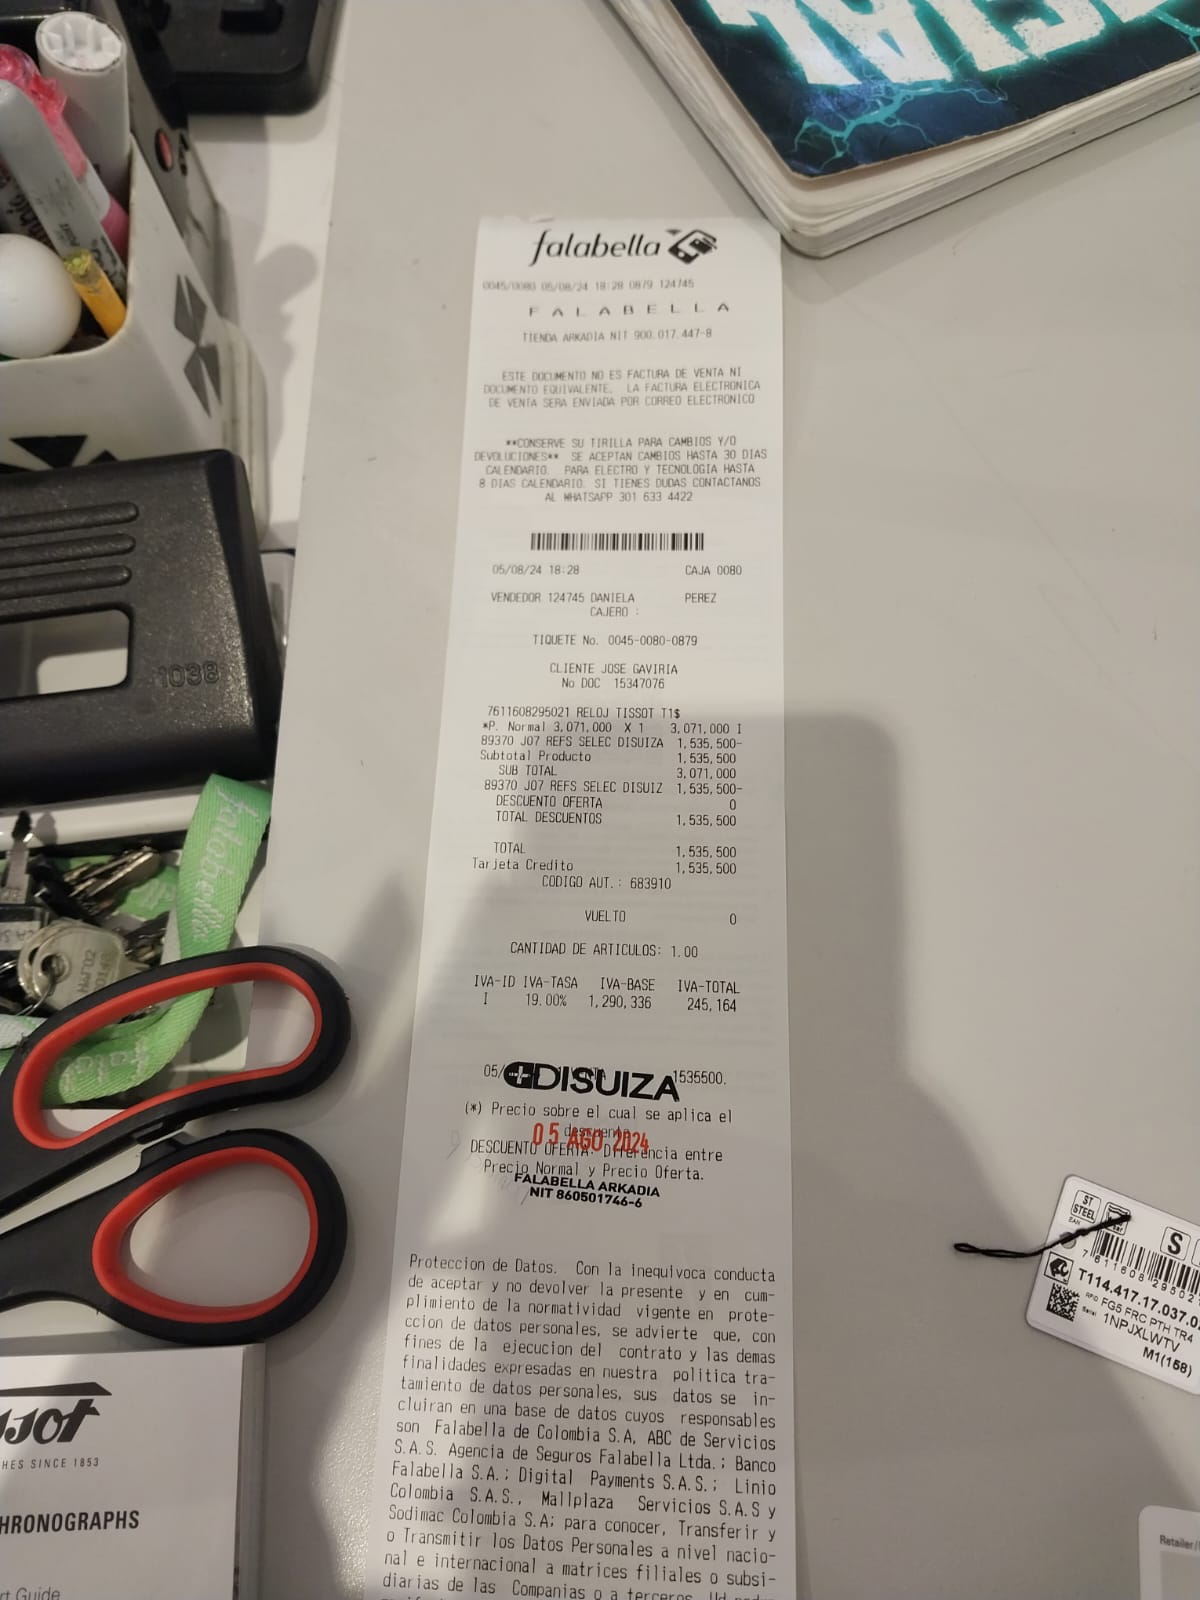 falabella
0045/0080 05/08/24 18:28 0879 124745
FALABELLA
TIENDA ARKADIA NIT 900.017.447-8
ESTE DOCUMENTO NO ES FACTURA DE VENTA NI
DOCUMENTO EQUIVALENTE. LA FACTURA ELECTRONICA
DE VENTA SERA ENVIADA POR CORREO ELECTRONICO
**CONSERVE SU TIRILLA PARA CAMBIOS Y/O
DEVOLUCIONES** SE ACEPTAN CAMBIOS HASTA 30 DIAS
CALENDARIO. PARA ELECTRO Y TECNOLOGIA HASTA
8 DIAS CALENDARIO. SI TIENES DUDAS CONTACTANOS
AL WHATSAPP 301 633 4422
05/08/24 18:28 CAJA 0080
VENDEDOR 124745 DANIELA PEREZ
CAJERO :
TIQUETE No. 0045-0080-0879
CLIENTE JOSE GAVIRIA
No DOC 15347076
7611608295021 RELOJ TISSOT T1$
*P. Normal 3,071,000 X 1 3,071,000 I
89370 J07 REFS SELEC DISUIZA 1,535,500-
Subtotal Producto 1,535,500
SUB TOTAL 3,071,000
89370 J07 REFS SELEC DISUIZ 1,535,500-
DESCUENTO OFERTA 0
TOTAL DESCUENTOS 1,535,500
TOTAL 1,535,500
Tarjeta Credito 1,535,500
CODIGO AUT.: 683910
VUELTO 0
CANTIDAD DE ARTICULOS: 1.00
IVA-ID IVA-TASA IVA-BASE IVA-TOTAL
I 19.00% 1,290,336 245,164
05/ 1535500.
DISUIZA
(*) Precio sobre el cual se aplica el
descuento
05 AGO 2024
DESCUENTO OFERTA: Diferencia entre
Precio Normal y Precio Oferta.
FALABELLA ARKADIA
NIT 860501746-6
Proteccion de Datos. Con la inequivoca conducta
de aceptar y no devolver la presente y en cum-
plimiento de la normatividad vigente en prote-
ccion de datos personales, se advierte que, con
fines de la ejecucion del contrato y las demas
finalidades expresadas en nuestra politica tra-
tamiento de datos personales, sus datos se in-
cluiran en una base de datos cuyos responsables
son Falabella de Colombia S.A, ABC de Servicios
S.A.S. Agencia de Seguros Falabella Ltda.; Banco
Falabella S.A.; Digital Payments S.A.S.; Linio
Colombia S.A.S., Mallplaza Servicios S.A.S y
Sodimac Colombia S.A; para conocer, Transferir y
o Transmitir los Datos Personales a nivel nacio-
nal e internacional a matrices filiales o subsi-
diarias de las Companias o a terceros. Ud
1038
falabella
ssot
HES SINCE 1853
HRONOGRAPHS
rt Guide
ST
STEEL
S
7611608 29502
T114.417.17.037.0
FG5 FRC PTH TR4
1NPJXLWTV
M1(158)
Retailer/